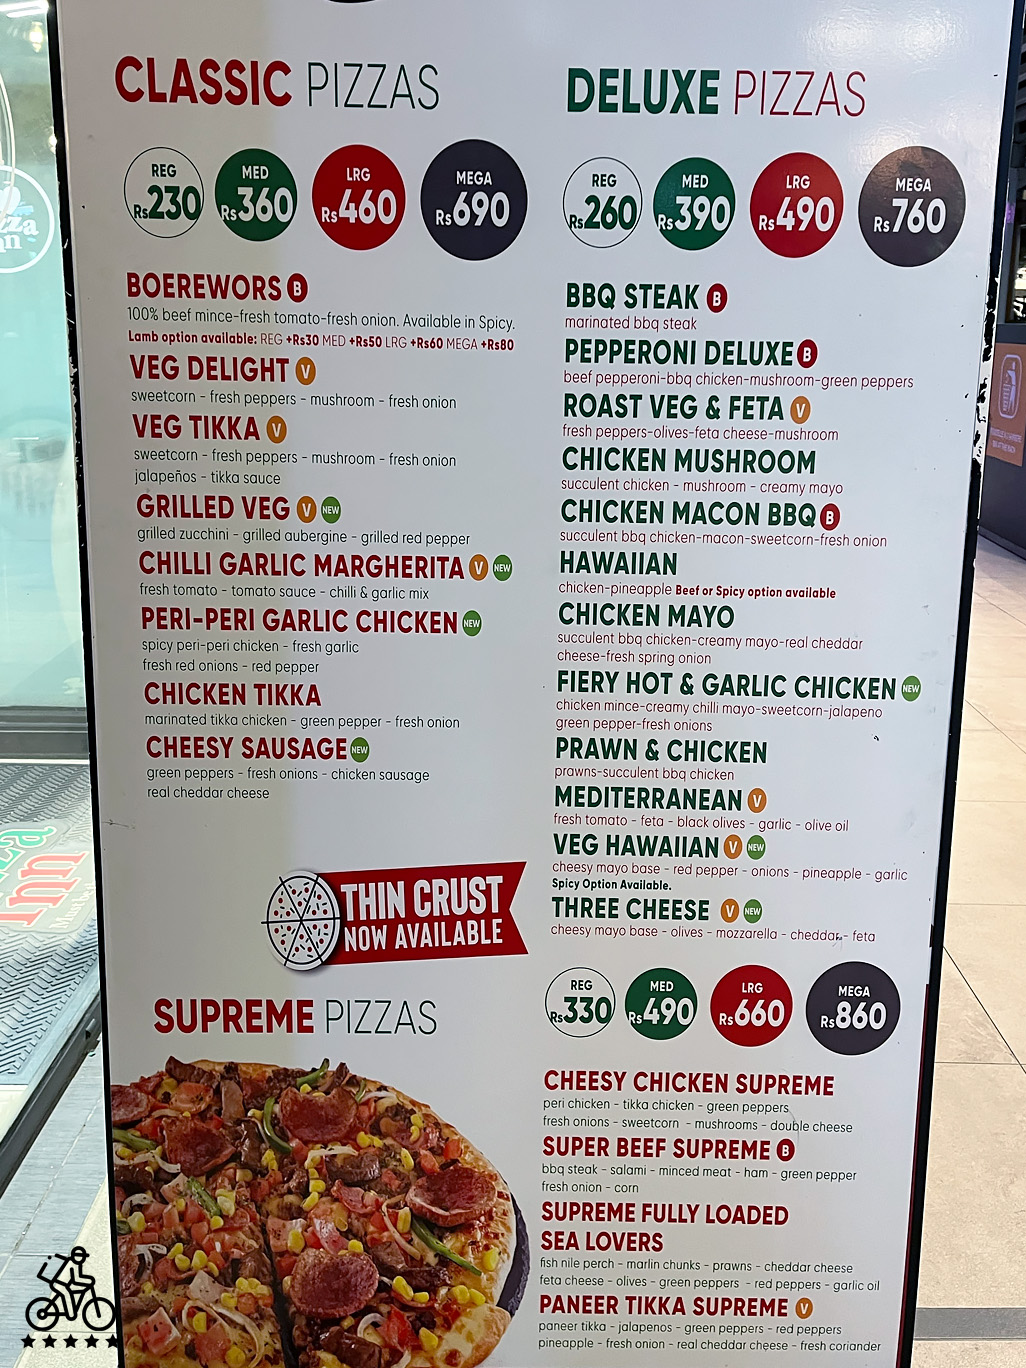 CLASSIC PIZZAS
REG Rs230
MED Rs360
LRG Rs460
MEGA Rs690
BOEREWORS B
100% beef mince-fresh tomato-fresh onion. Available in Spicy.
Lamb option available: REG +Rs30 MED +Rs50 LRG +Rs60 MEGA +Rs80
VEG DELIGHT V
sweetcorn - fresh peppers - mushroom - fresh onion
VEG TIKKA V
sweetcorn - fresh peppers - mushroom - fresh onion
jalapeños - tikka sauce
GRILLED VEG V NEW
grilled zucchini - grilled aubergine - grilled red pepper
CHILLI GARLIC MARGHERITA V NEW
fresh tomato - tomato sauce - chilli & garlic mix
PERI-PERI GARLIC CHICKEN NEW
spicy peri-peri chicken - fresh garlic
fresh red onions - red pepper
CHICKEN TIKKA
marinated tikka chicken - green pepper - fresh onion
CHEESY SAUSAGE NEW
green peppers - fresh onions - chicken sausage
real cheddar cheese
THIN CRUST
NOW AVAILABLE
DELUXE PIZZAS
REG Rs260
MED Rs390
LRG Rs490
MEGA Rs760
BBQ STEAK B
marinated bbq steak
PEPPERONI DELUXE B
beef pepperoni-bbq chicken-mushroom-green peppers
ROAST VEG & FETA V
fresh peppers-olives-feta cheese-mushroom
CHICKEN MUSHROOM
succulent chicken - mushroom - creamy mayo
CHICKEN MACON BBQ B
succulent bbq chicken-macon-sweetcorn-fresh onion
HAWAIIAN
chicken-pineapple Beef or Spicy option available
CHICKEN MAYO
succulent bbq chicken-creamy mayo-real cheddar
cheese-fresh spring onion
FIERY HOT & GARLIC CHICKEN NEW
chicken mince-creamy chilli mayo-sweetcorn-jalapeno
green pepper-fresh onions
PRAWN & CHICKEN
prawns-succulent bbq chicken
MEDITERRANEAN V
fresh tomato - feta - black olives - garlic - olive oil
VEG HAWAIIAN V NEW
cheesy mayo base - red pepper - onions - pineapple - garlic
Spicy Option Available.
THREE CHEESE V NEW
cheesy mayo base - olives - mozzarella - cheddar - feta
SUPREME PIZZAS
REG Rs330
MED Rs490
LRG Rs660
MEGA Rs860
CHEESY CHICKEN SUPREME
peri chicken - tikka chicken - green peppers
fresh onions - sweetcorn - mushrooms - double cheese
SUPER BEEF SUPREME B
bbq steak - salami - minced meat - ham - green pepper
fresh onion - corn
SUPREME FULLY LOADED
SEA LOVERS
fish nile perch - marlin chunks - prawns - cheddar cheese
feta cheese - olives - green peppers - red peppers - garlic oil
PANEER TIKKA SUPREME V
paneer tikka - jalapenos - green peppers - red peppers
pineapple - fresh onion - real cheddar cheese - fresh coriander
Inn